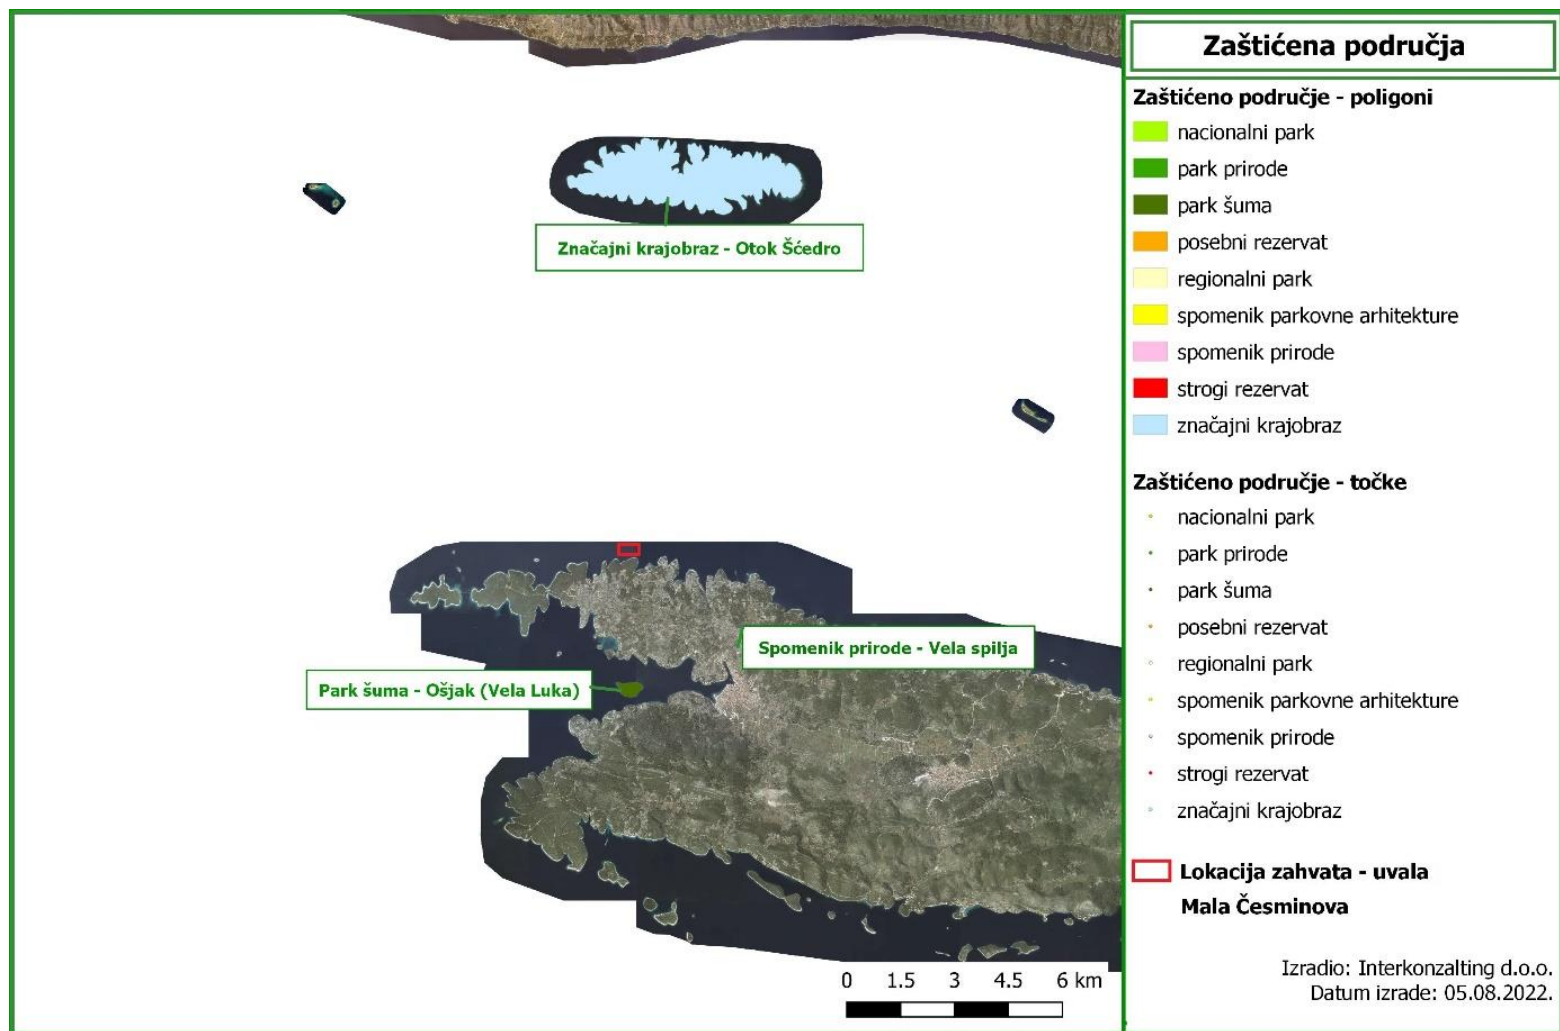 Zaštićena područja
Zaštićeno područje - poligoni
nacionalni park
park prirode
park šuma
posebni rezervat
regionalni park
spomenik parkovne arhitekture
spomenik prirode
strogi rezervat
značajni krajobraz
Zaštićeno područje - točke
nacionalni park
park prirode
park šuma
posebni rezervat
regionalni park
spomenik parkovne arhitekture
spomenik prirode
strogi rezervat
značajni krajobraz
Lokacija zahvata - uvala
Mala Česminova
Izradio: Interkonzalting d.o.o.
Datum izrade: 05.08.2022.
Značajni krajobraz - Otok Šćedro
Spomenik prirode - Vela spilja
Park šuma - Ošjak (Vela Luka)
0 1.5 3 4.5 6 km